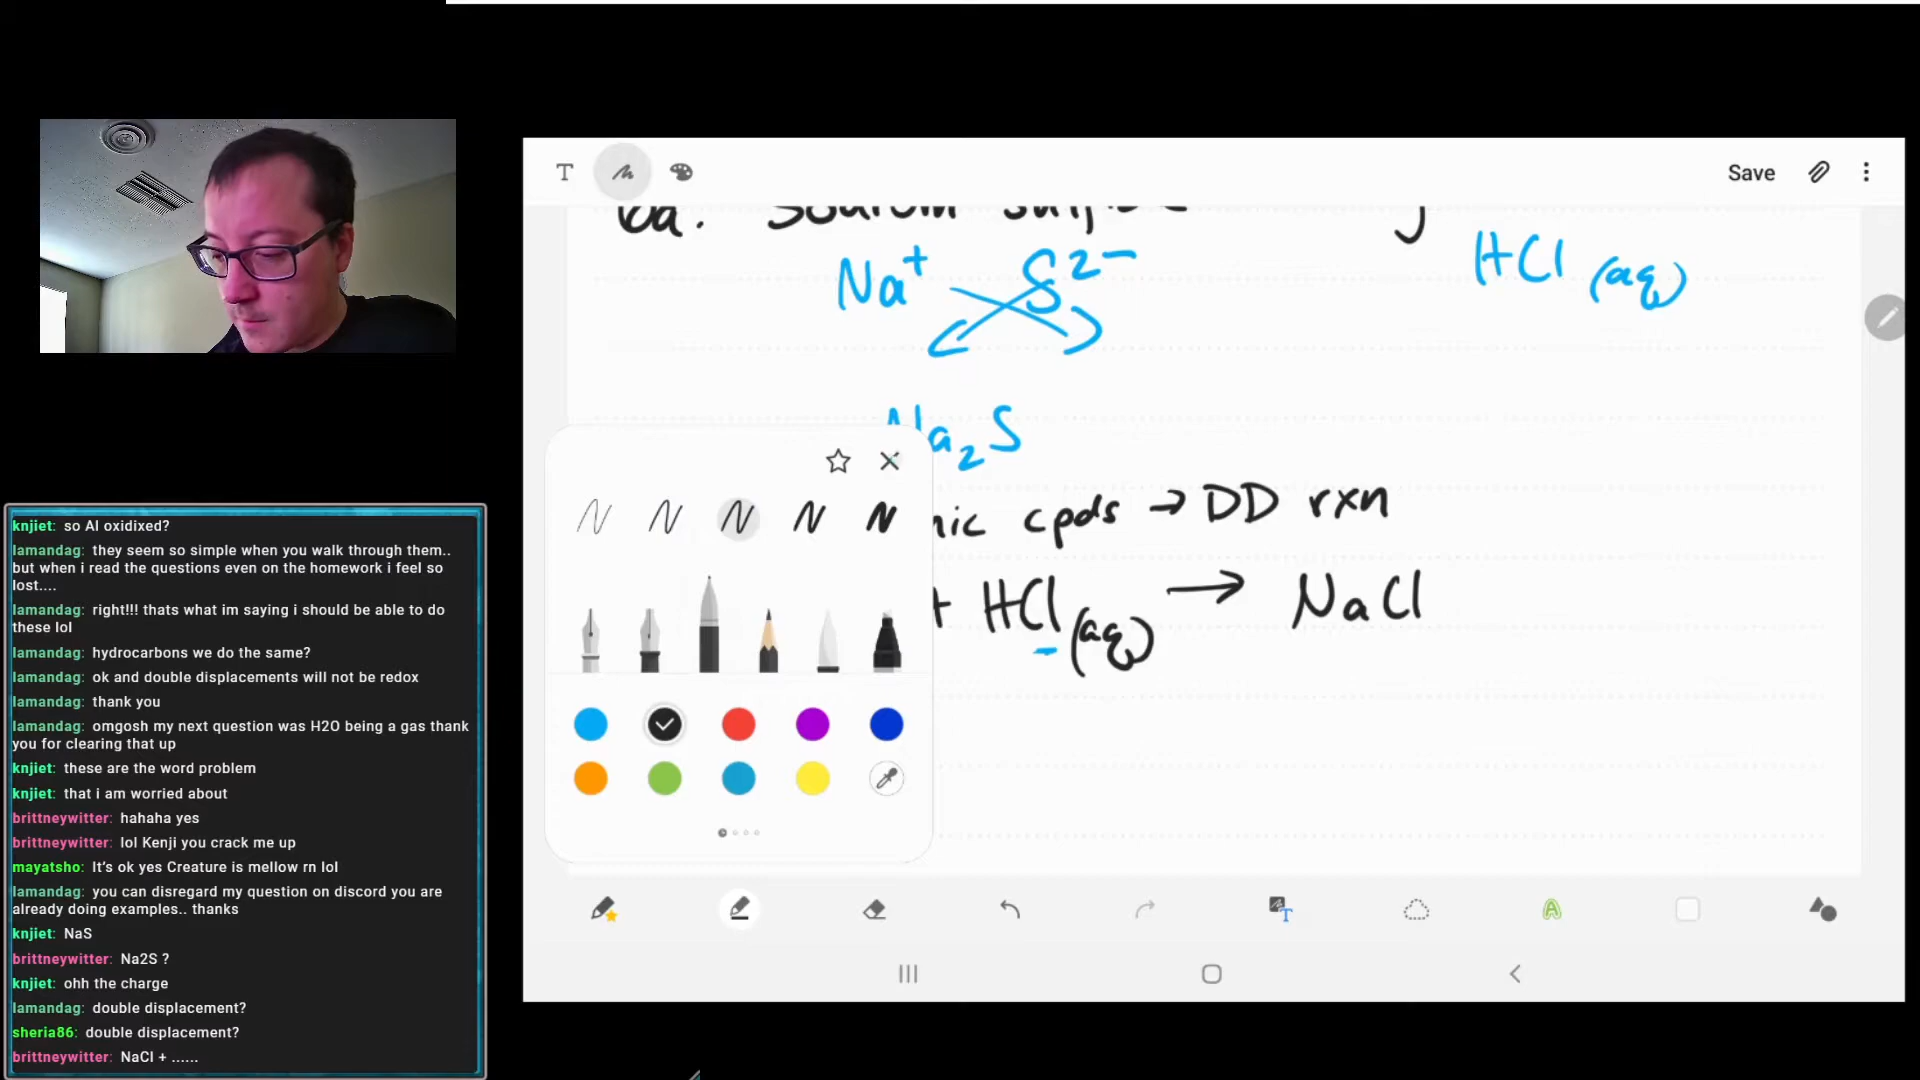 T Save
6a. Sodium
HCl (aq)
Na+ S2−
Na2S
nic cpds → DD rxn
+ HCl(aq) → NaCl
knjiet: so Al oxidixed?
lamandag: they seem so simple when you walk through them..
but when i read the questions even on the homework i feel so
lost....
lamandag: right!!! thats what im saying i should be able to do
these lol
lamandag: hydrocarbons we do the same?
lamandag: ok and double displacements will not be redox
lamandag: thank you
lamandag: omgosh my next question was H2O being a gas thank
you for clearing that up
knjiet: these are the word problem
knjiet: that i am worried about
brittneywitter: hahaha yes
brittneywitter: lol Kenji you crack me up
mayatsho: It’s ok yes Creature is mellow rn lol
lamandag: you can disregard my question on discord you are
already doing examples.. thanks
knjiet: NaS
brittneywitter: Na2S ?
knjiet: ohh the charge
lamandag: double displacement?
sheria86: double displacement?
brittneywitter: NaCl + ......